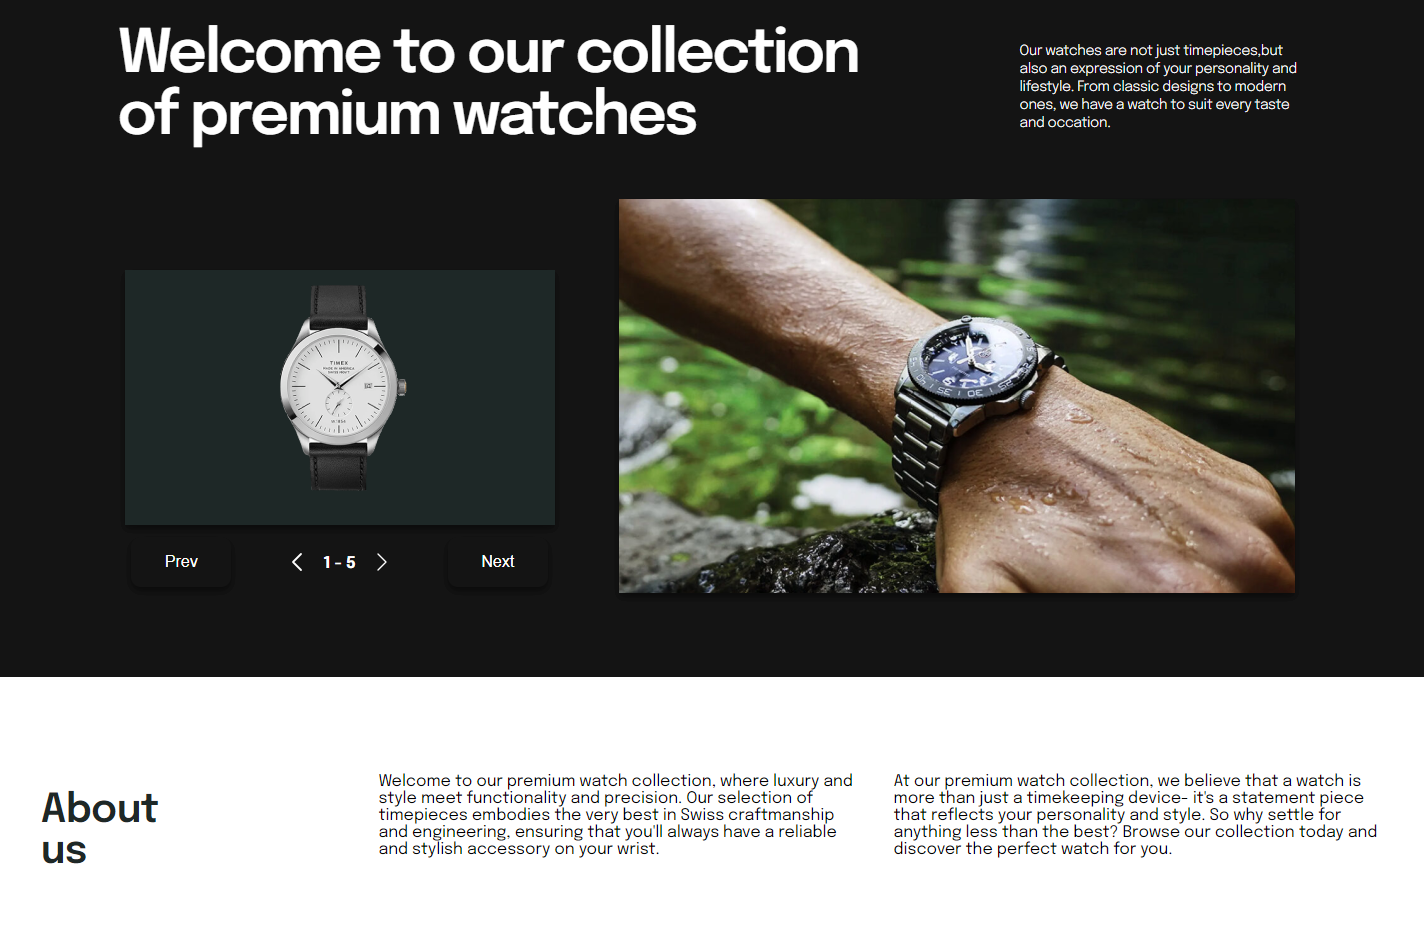 Welcome to our collection
of premium watches
Our watches are not just timepieces,but
also an expression of your personality and
lifestyle. From classic designs to modern
ones, we have a watch to suit every taste
and occation.
TIMEX
MADE IN AMERICA
Prev
1 - 5
Next
About
us
Welcome to our premium watch collection, where luxury and
style meet functionality and precision. Our selection of
timepieces embodies the very best in Swiss craftmanship
and engineering, ensuring that you'll always have a reliable
and stylish accessory on your wrist.
At our premium watch collection, we believe that a watch is
more than just a timekeeping device- it's a statement piece
that reflects your personality and style. So why settle for
anything less than the best? Browse our collection today and
discover the perfect watch for you.